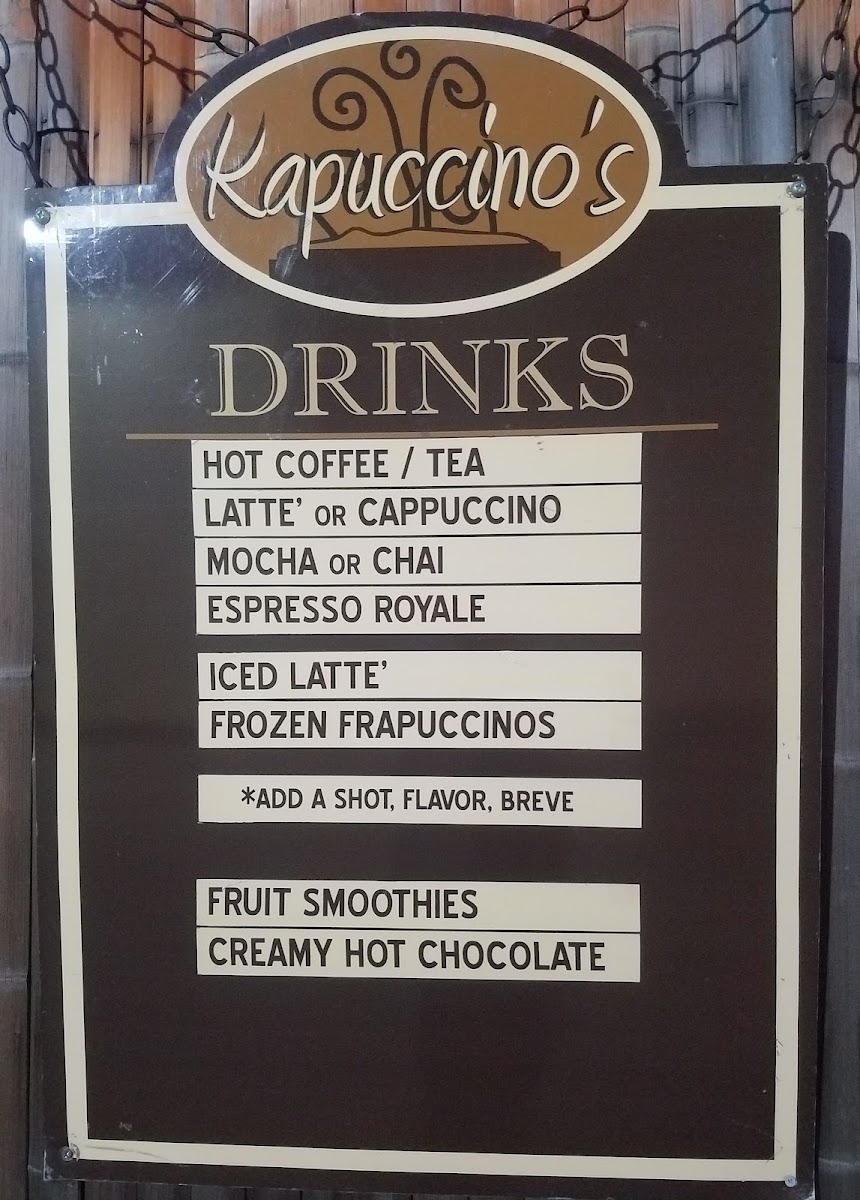 Kapuccino's
DRINKS
HOT COFFEE / TEA
LATTE' OR CAPPUCCINO
MOCHA OR CHAI
ESPRESSO ROYALE
ICED LATTE'
FROZEN FRAPUCCINOS
*ADD A SHOT, FLAVOR, BREVE
FRUIT SMOOTHIES
CREAMY HOT CHOCOLATE